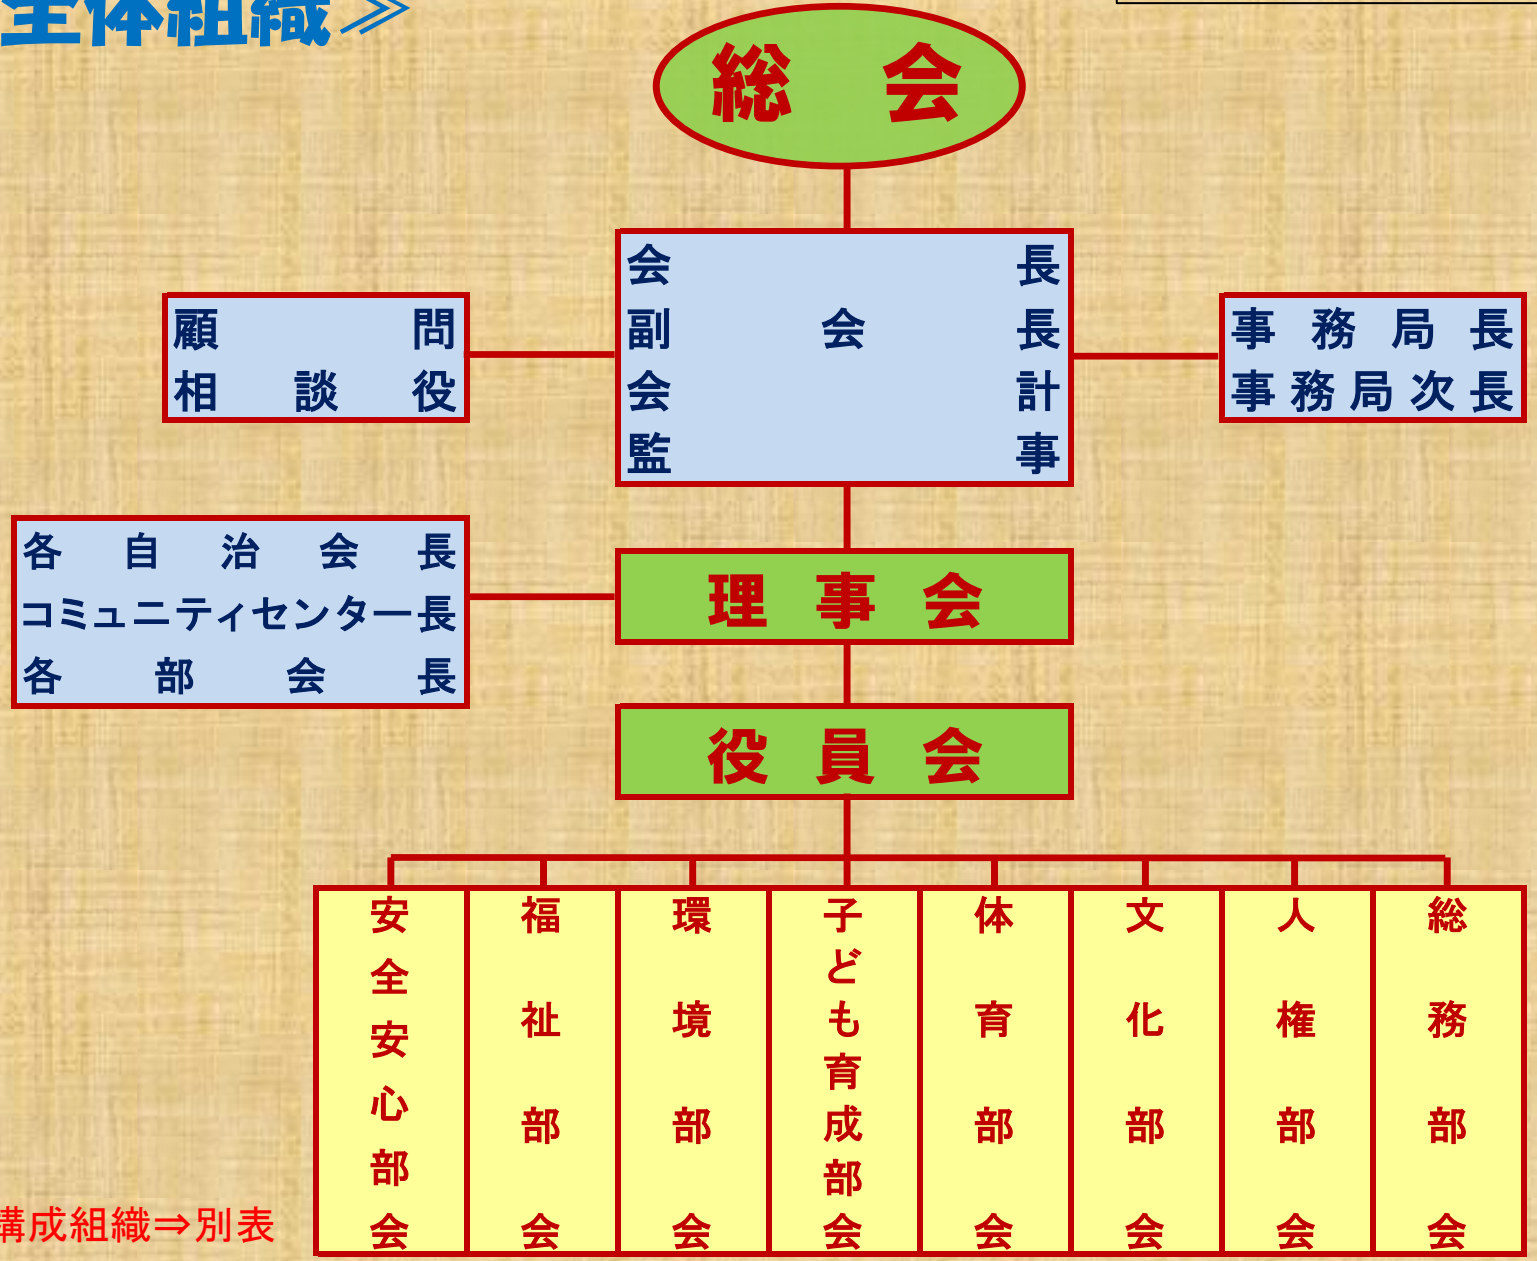 全体組織≫
総会
会長
副会長
会計
監事
顧問
相談役
事務局長
事務局次長
各自治会長
コミュニティセンター長
各部会長
理事会
役員会
安全安心部会
福祉部会
環境部会
子ども育成部会
体育部会
文化部会
人権部会
総務部会
構成組織⇒別表